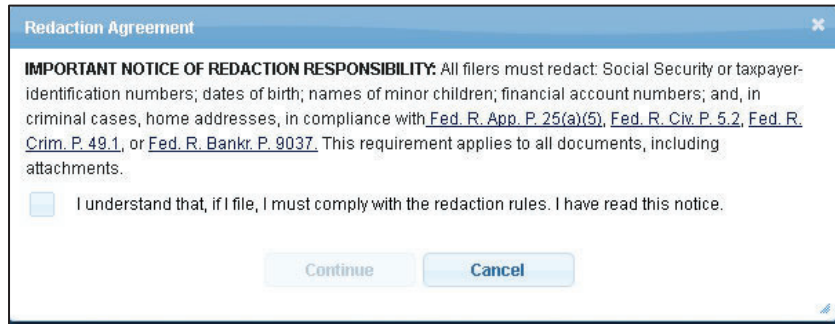 Redaction Agreement
IMPORTANT NOTICE OF REDACTION RESPONSIBILITY: All filers must redact: Social Security or taxpayer-
identification numbers; dates of birth; names of minor children; financial account numbers; and, in
criminal cases, home addresses, in compliance with Fed. R. App. P. 25(a)(5), Fed. R. Civ. P. 5.2, Fed. R.
Crim. P. 49.1, or Fed. R. Bankr. P. 9037. This requirement applies to all documents, including
attachments.
I understand that, if I file, I must comply with the redaction rules. I have read this notice.
Continue Cancel